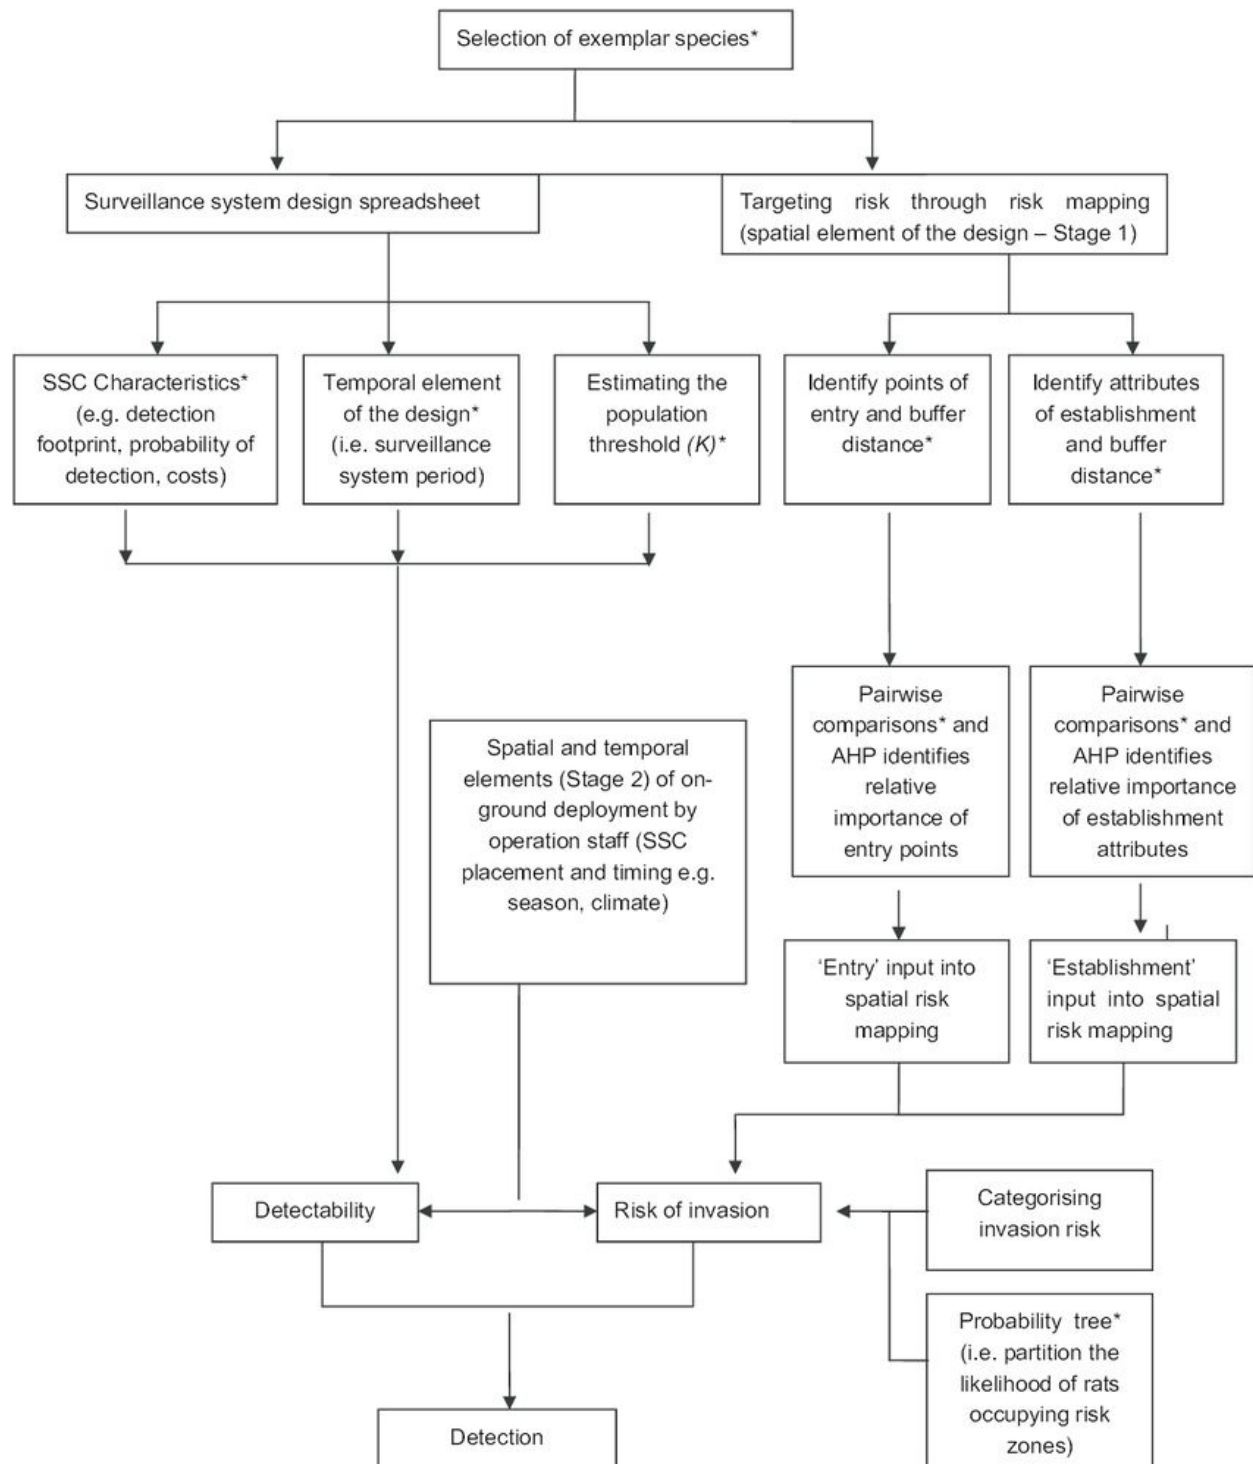 Selection of exemplar species*
Surveillance system design spreadsheet
Targeting risk through risk mapping
(spatial element of the design – Stage 1)
SSC Characteristics*
(e.g. detection
footprint, probability of
detection, costs)
Temporal element
of the design*
(i.e. surveillance
system period)
Estimating the
population
threshold (K)*
Identify points of
entry and buffer
distance*
Identify attributes
of establishment
and buffer
distance*
Spatial and temporal
elements (Stage 2) of on-
ground deployment by
operation staff (SSC
placement and timing e.g.
season, climate)
Pairwise
comparisons* and
AHP identifies
relative
importance of
entry points
Pairwise
comparisons* and
AHP identifies
relative importance
of establishment
attributes
‘Entry’ input into
spatial risk
mapping
‘Establishment’
input into spatial
risk mapping
Detectability
Risk of invasion
Categorising
invasion risk
Probability tree*
(i.e. partition the
likelihood of rats
occupying risk
zones)
Detection